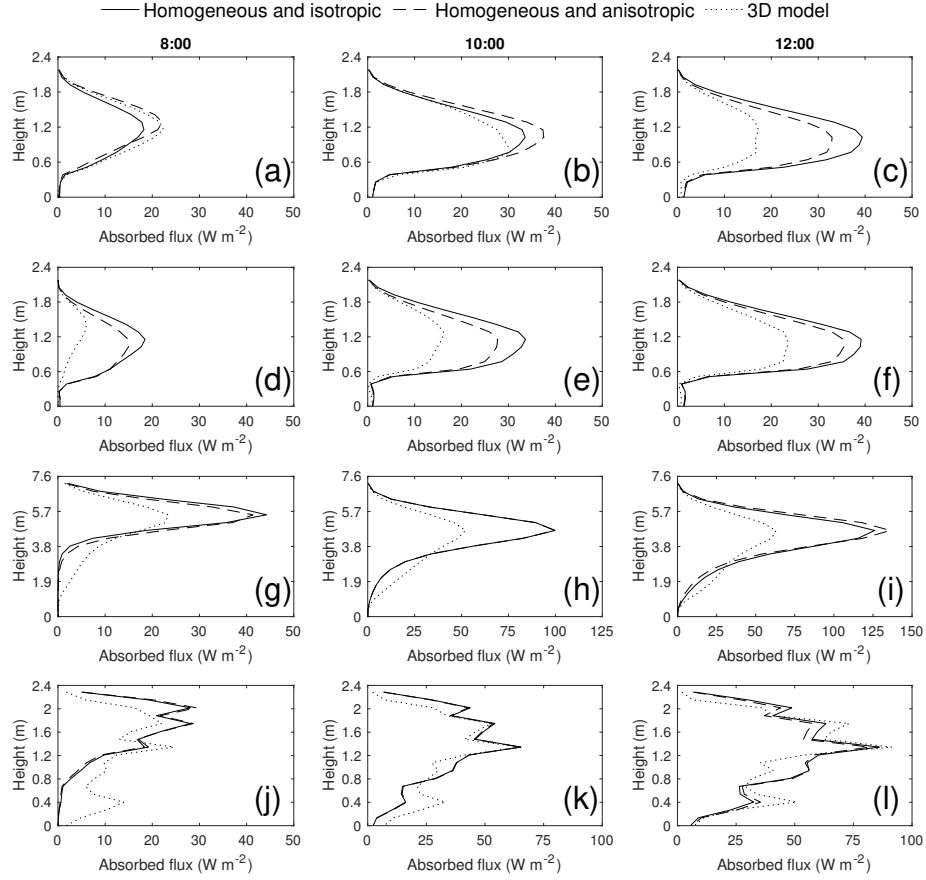 Homogeneous and isotropic Homogeneous and anisotropic 3D model
8:00 10:00 12:00
2.4 2.4 2.4
1.8 1.8 1.8
Height (m) Height (m) Height (m)
1.2 1.2 1.2
0.6 0.6 0.6
(a) (b) (c)
0 0 0
0 10 20 30 40 50 0 10 20 30 40 50 0 10 20 30 40 50
Absorbed flux (W m⁻²) Absorbed flux (W m⁻²) Absorbed flux (W m⁻²)
2.4 2.4 2.4
1.8 1.8 1.8
Height (m) Height (m) Height (m)
1.2 1.2 1.2
0.6 0.6 0.6
(d) (e) (f)
0 0 0
0 10 20 30 40 50 0 10 20 30 40 50 0 10 20 30 40 50
Absorbed flux (W m⁻²) Absorbed flux (W m⁻²) Absorbed flux (W m⁻²)
7.6 7.6 7.6
5.7 5.7 5.7
Height (m) Height (m) Height (m)
3.8 3.8 3.8
1.9 1.9 1.9
(g) (h) (i)
0 0 0
0 10 20 30 40 50 0 25 50 75 100 125 0 25 50 75 100 125 150
Absorbed flux (W m⁻²) Absorbed flux (W m⁻²) Absorbed flux (W m⁻²)
2.4 2.4 2.4
2 2 2
1.6 1.6 1.6
Height (m) Height (m) Height (m)
1.2 1.2 1.2
0.8 0.8 0.8
0.4 0.4 0.4
(j) (k) (l)
0 0 0
0 10 20 30 40 50 0 25 50 75 100 0 25 50 75 100
Absorbed flux (W m⁻²) Absorbed flux (W m⁻²) Absorbed flux (W m⁻²)